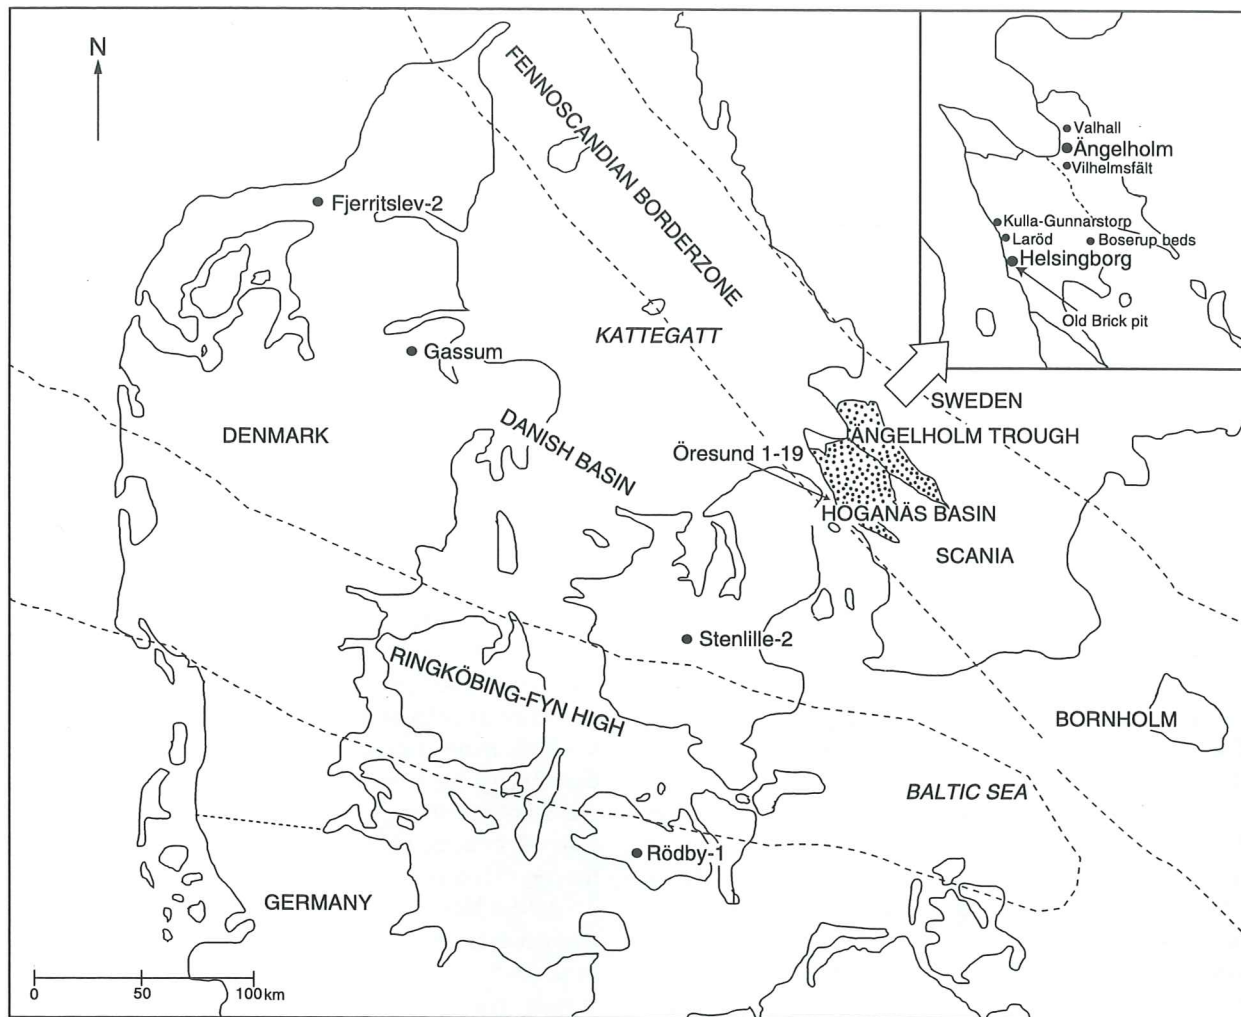 N
FENNOSCANDIAN BORDERZONE
Valhall
Ängelholm
Vilhelmsfält
Kulla-Gunnarstorp
Laröd
Boserup beds
Helsingborg
Old Brick pit
Fjerritslev-2
KATTEGATT
Gassum
SWEDEN
DENMARK
DANISH BASIN
ÄNGELHOLM TROUGH
Öresund 1-19
HÖGANÄS BASIN
SCANIA
Stenlille-2
RINGKÖBING-FYN HIGH
BORNHOLM
BALTIC SEA
Rödby-1
GERMANY
0 50 100km